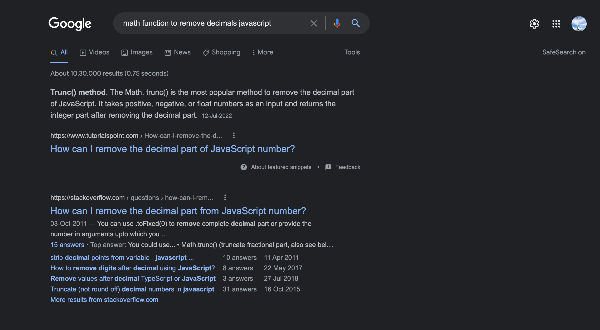 Google
math function to remove decimals javascript
All Videos Images News Shopping More Tools SafeSearch on
About 10,30,000 results (0.75 seconds)
Trunc() method. The Math. trunc() is the most popular method to remove the decimal part
of JavaScript. It takes positive, negative, or float numbers as an input and returns the
integer part after removing the decimal part. 12-Jul-2022
https://www.tutorialspoint.com › How-can-I-remove-the-d...
How can I remove the decimal part of JavaScript number?
About featured snippets • Feedback
https://stackoverflow.com › questions › how-can-i-rem...
How can I remove the decimal part from JavaScript number?
03-Oct-2011 — You can use .toFixed(0) to remove complete decimal part or provide the
number in arguments upto which you ...
15 answers · Top answer: You could use... • Math.trunc() (truncate fractional part, also see bel...
strip decimal points from variable - javascript ... 10 answers 11 Apr 2011
How to remove digits after decimal using JavaScript? 8 answers 22 May 2017
Remove values after decimal TypeScript or JavaScript 3 answers 27 Jul 2018
Truncate (not round off) decimal numbers in javascript 31 answers 16 Oct 2015
More results from stackoverflow.com